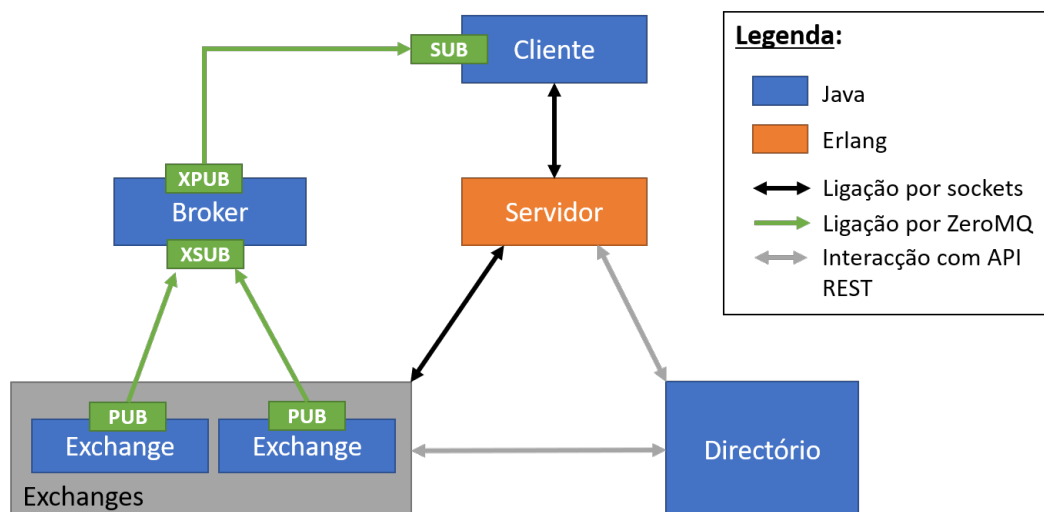 SUB
Cliente
Legenda:
Java
Erlang
Ligação por sockets
Ligação por ZeroMQ
Interacção com API
REST
XPUB
Broker
XSUB
Servidor
PUB
Exchange
PUB
Exchange
Exchanges
Directório